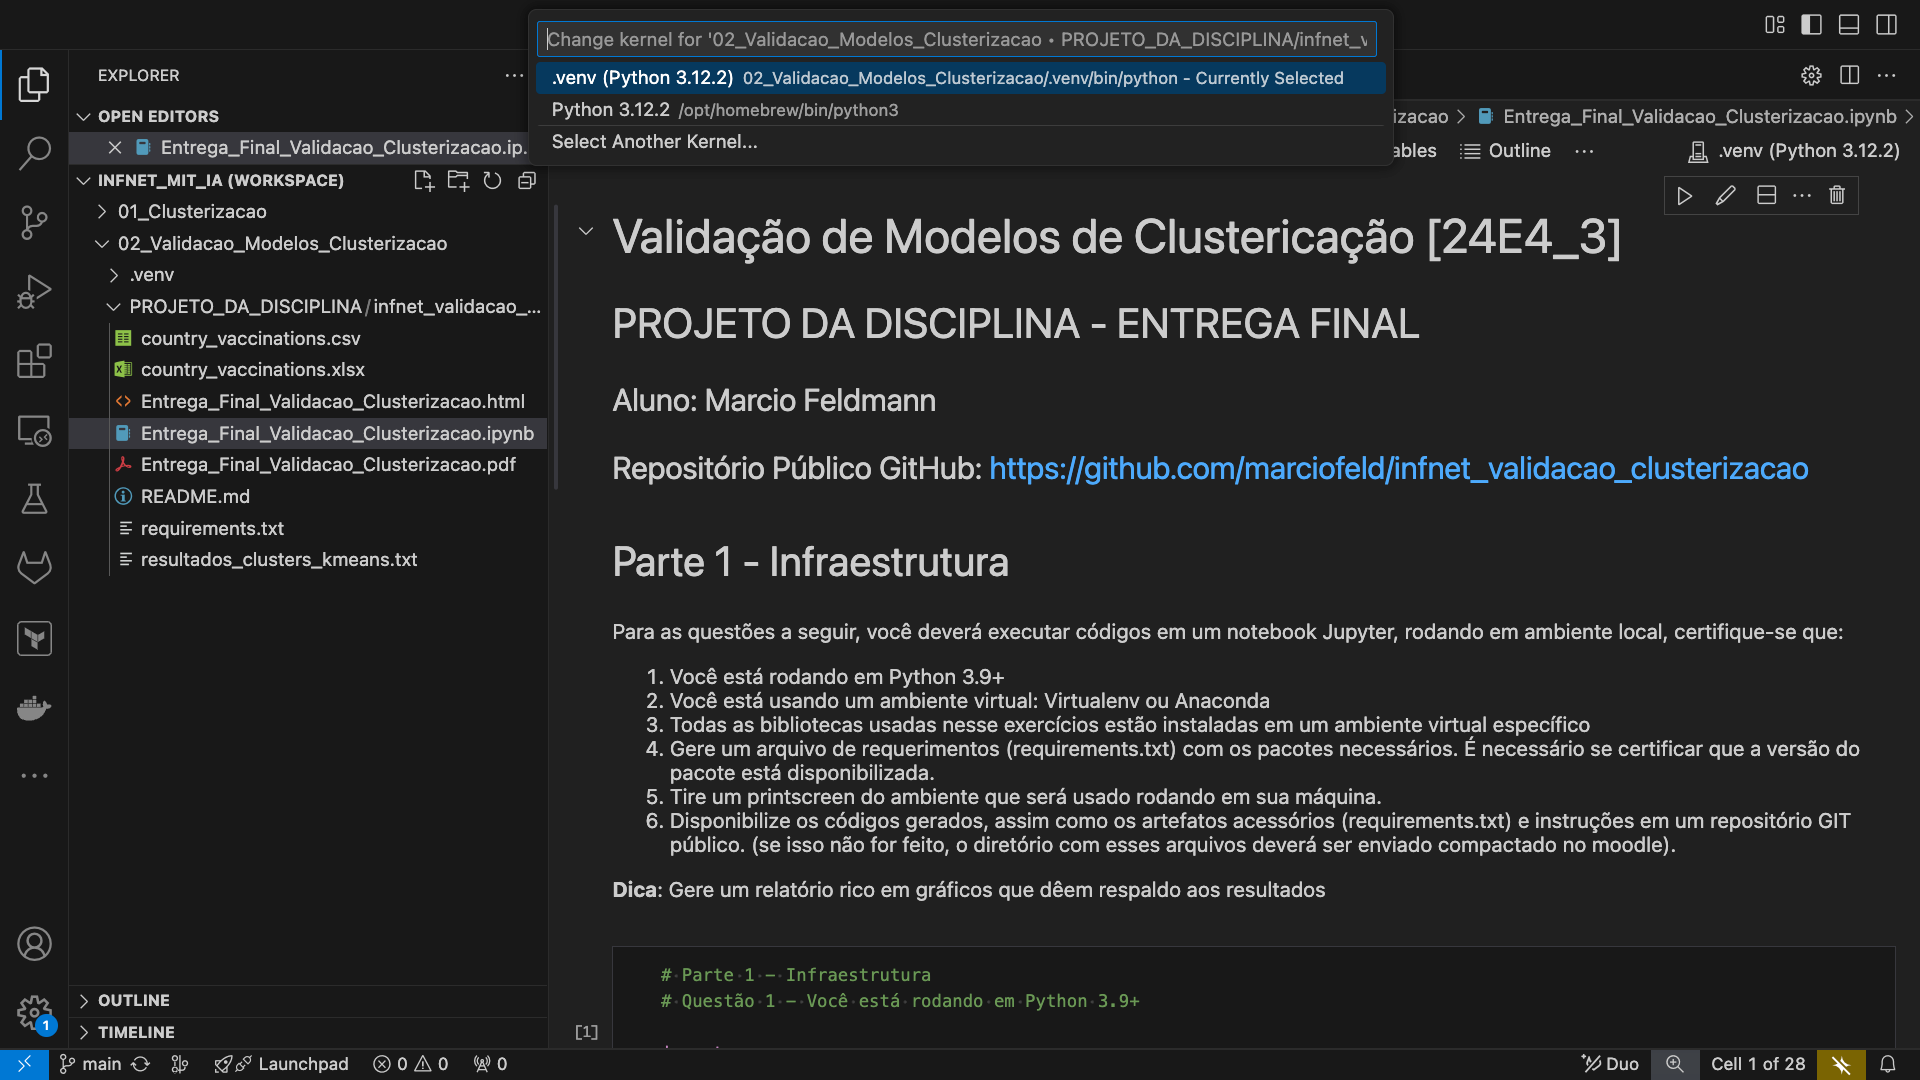 Change kernel for '02_Validacao_Modelos_Clusterizacao • PROJETO_DA_DISCIPLINA/infnet_v
.venv (Python 3.12.2) 02_Validacao_Modelos_Clusterizacao/.venv/bin/python - Currently Selected
Python 3.12.2 /opt/homebrew/bin/python3
Select Another Kernel...
EXPLORER
OPEN EDITORS
Entrega_Final_Validacao_Clusterizacao.ip...
INFNET_MIT_IA (WORKSPACE)
01_Clusterizacao
02_Validacao_Modelos_Clusterizacao
.venv
PROJETO_DA_DISCIPLINA/infnet_validacao_...
country_vaccinations.csv
country_vaccinations.xlsx
Entrega_Final_Validacao_Clusterizacao.html
Entrega_Final_Validacao_Clusterizacao.ipynb
Entrega_Final_Validacao_Clusterizacao.pdf
README.md
requirements.txt
resultados_clusters_kmeans.txt
OUTLINE
TIMELINE
izacao > Entrega_Final_Validacao_Clusterizacao.ipynb >
ables Outline ... .venv (Python 3.12.2)
Validação de Modelos de Clustericação [24E4_3]
PROJETO DA DISCIPLINA - ENTREGA FINAL
Aluno: Marcio Feldmann
Repositório Público GitHub: https://github.com/marciofeld/infnet_validacao_clusterizacao
Parte 1 - Infraestrutura
Para as questões a seguir, você deverá executar códigos em um notebook Jupyter, rodando em ambiente local, certifique-se que:
1. Você está rodando em Python 3.9+
2. Você está usando um ambiente virtual: Virtualenv ou Anaconda
3. Todas as bibliotecas usadas nesse exercícios estão instaladas em um ambiente virtual específico
4. Gere um arquivo de requerimentos (requirements.txt) com os pacotes necessários. É necessário se certificar que a versão do
pacote está disponibilizada.
5. Tire um printscreen do ambiente que será usado rodando em sua máquina.
6. Disponibilize os códigos gerados, assim como os artefatos acessórios (requirements.txt) e instruções em um repositório GIT
público. (se isso não for feito, o diretório com esses arquivos deverá ser enviado compactado no moodle).
Dica: Gere um relatório rico em gráficos que dêem respaldo aos resultados
# Parte 1 - Infraestrutura
# Questão 1 - Você está rodando em Python 3.9+
[1]
1
main Launchpad 0 0 0 Duo Cell 1 of 28